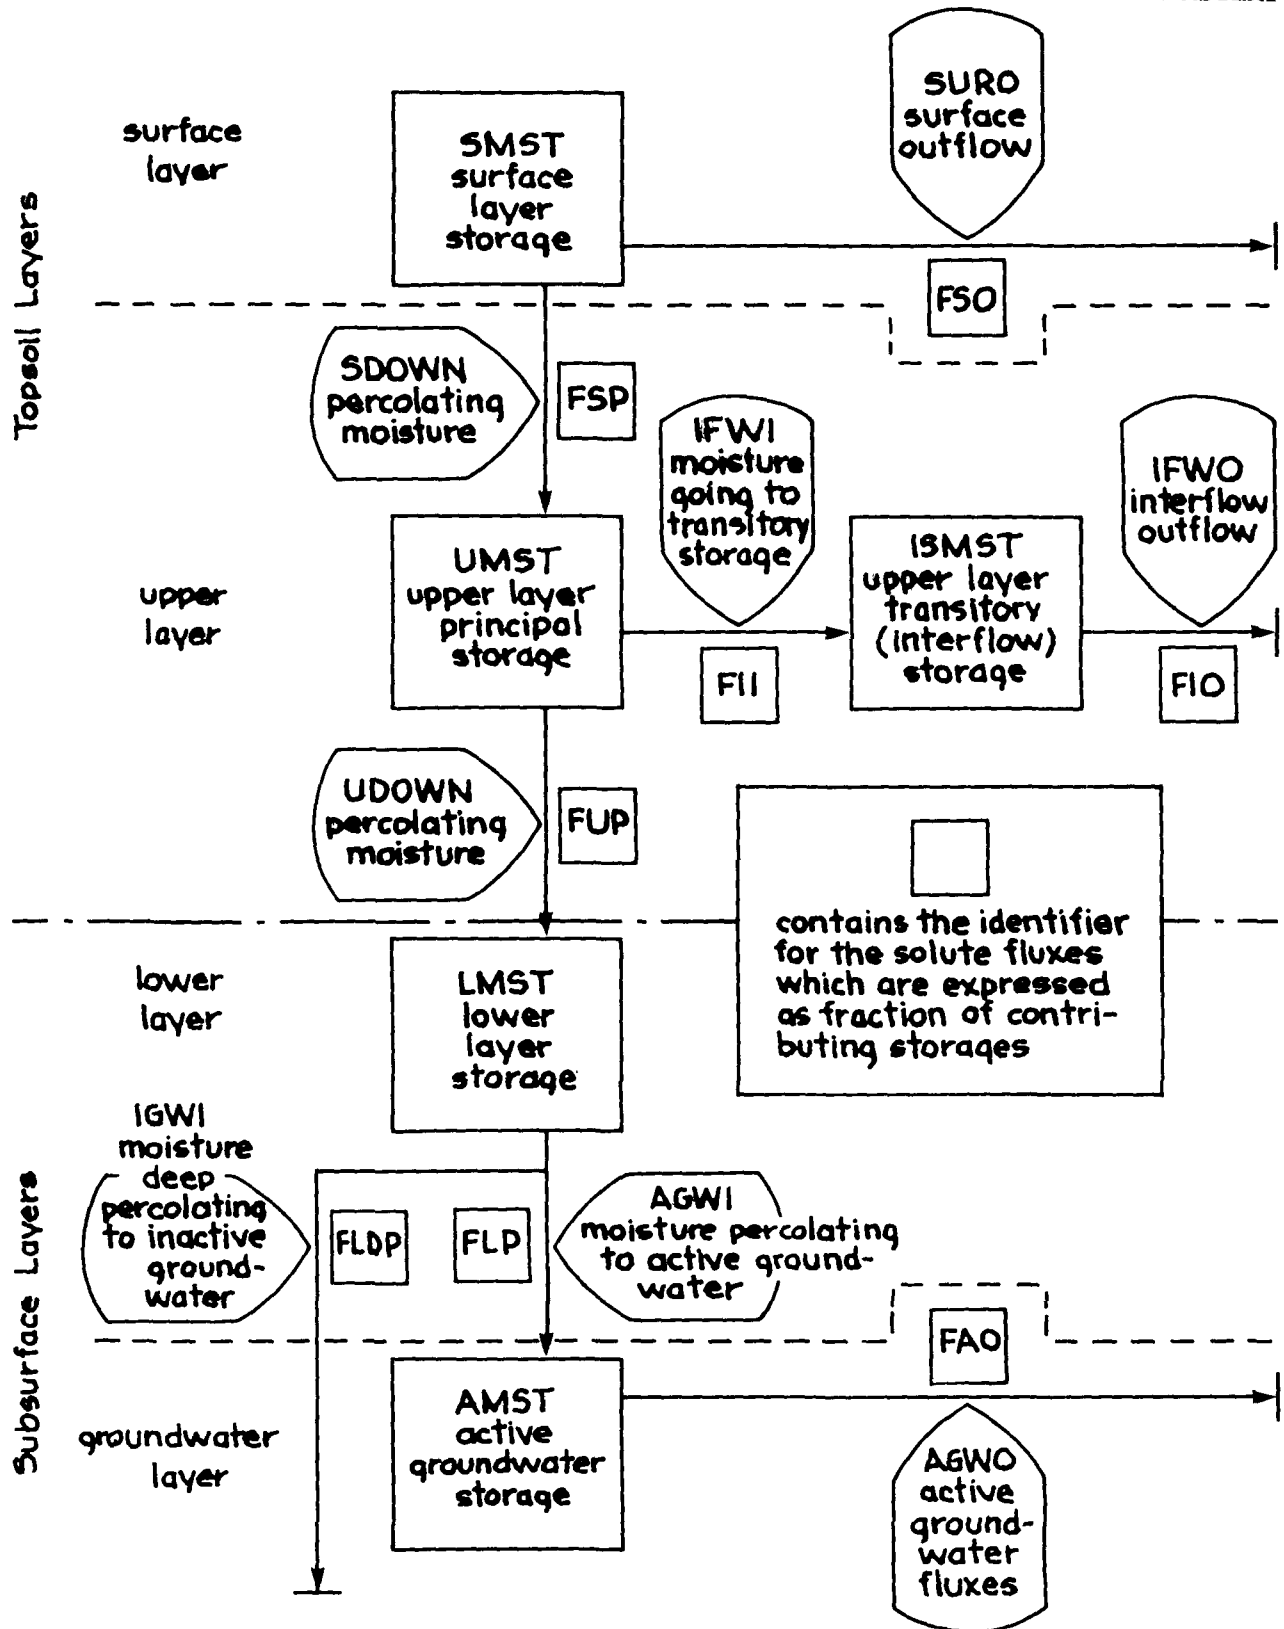 SURO
surface
outflow
surface
layer
SMST
surface
layer
storage
FSO
Topsoil Layers
SDOWN
percolating
moisture
FSP
IFWI
moisture
going to
transitory
storage
IFWO
interflow
outflow
upper
layer
UMST
upper layer
principal
storage
ISMST
upper layer
transitory
(interflow)
storage
FII
FIO
UDOWN
percolating
moisture
FUP
contains the identifier
for the solute fluxes
which are expressed
as fraction of contri-
buting storages
lower
layer
LMST
lower
layer
storage
Subsurface Layers
IGWI
moisture
deep
percolating
to inactive
ground-
water
FLDP
FLP
AGWI
moisture percolating
to active ground-
water
FAO
groundwater
layer
AMST
active
groundwater
storage
AGWO
active
ground-
water
fluxes